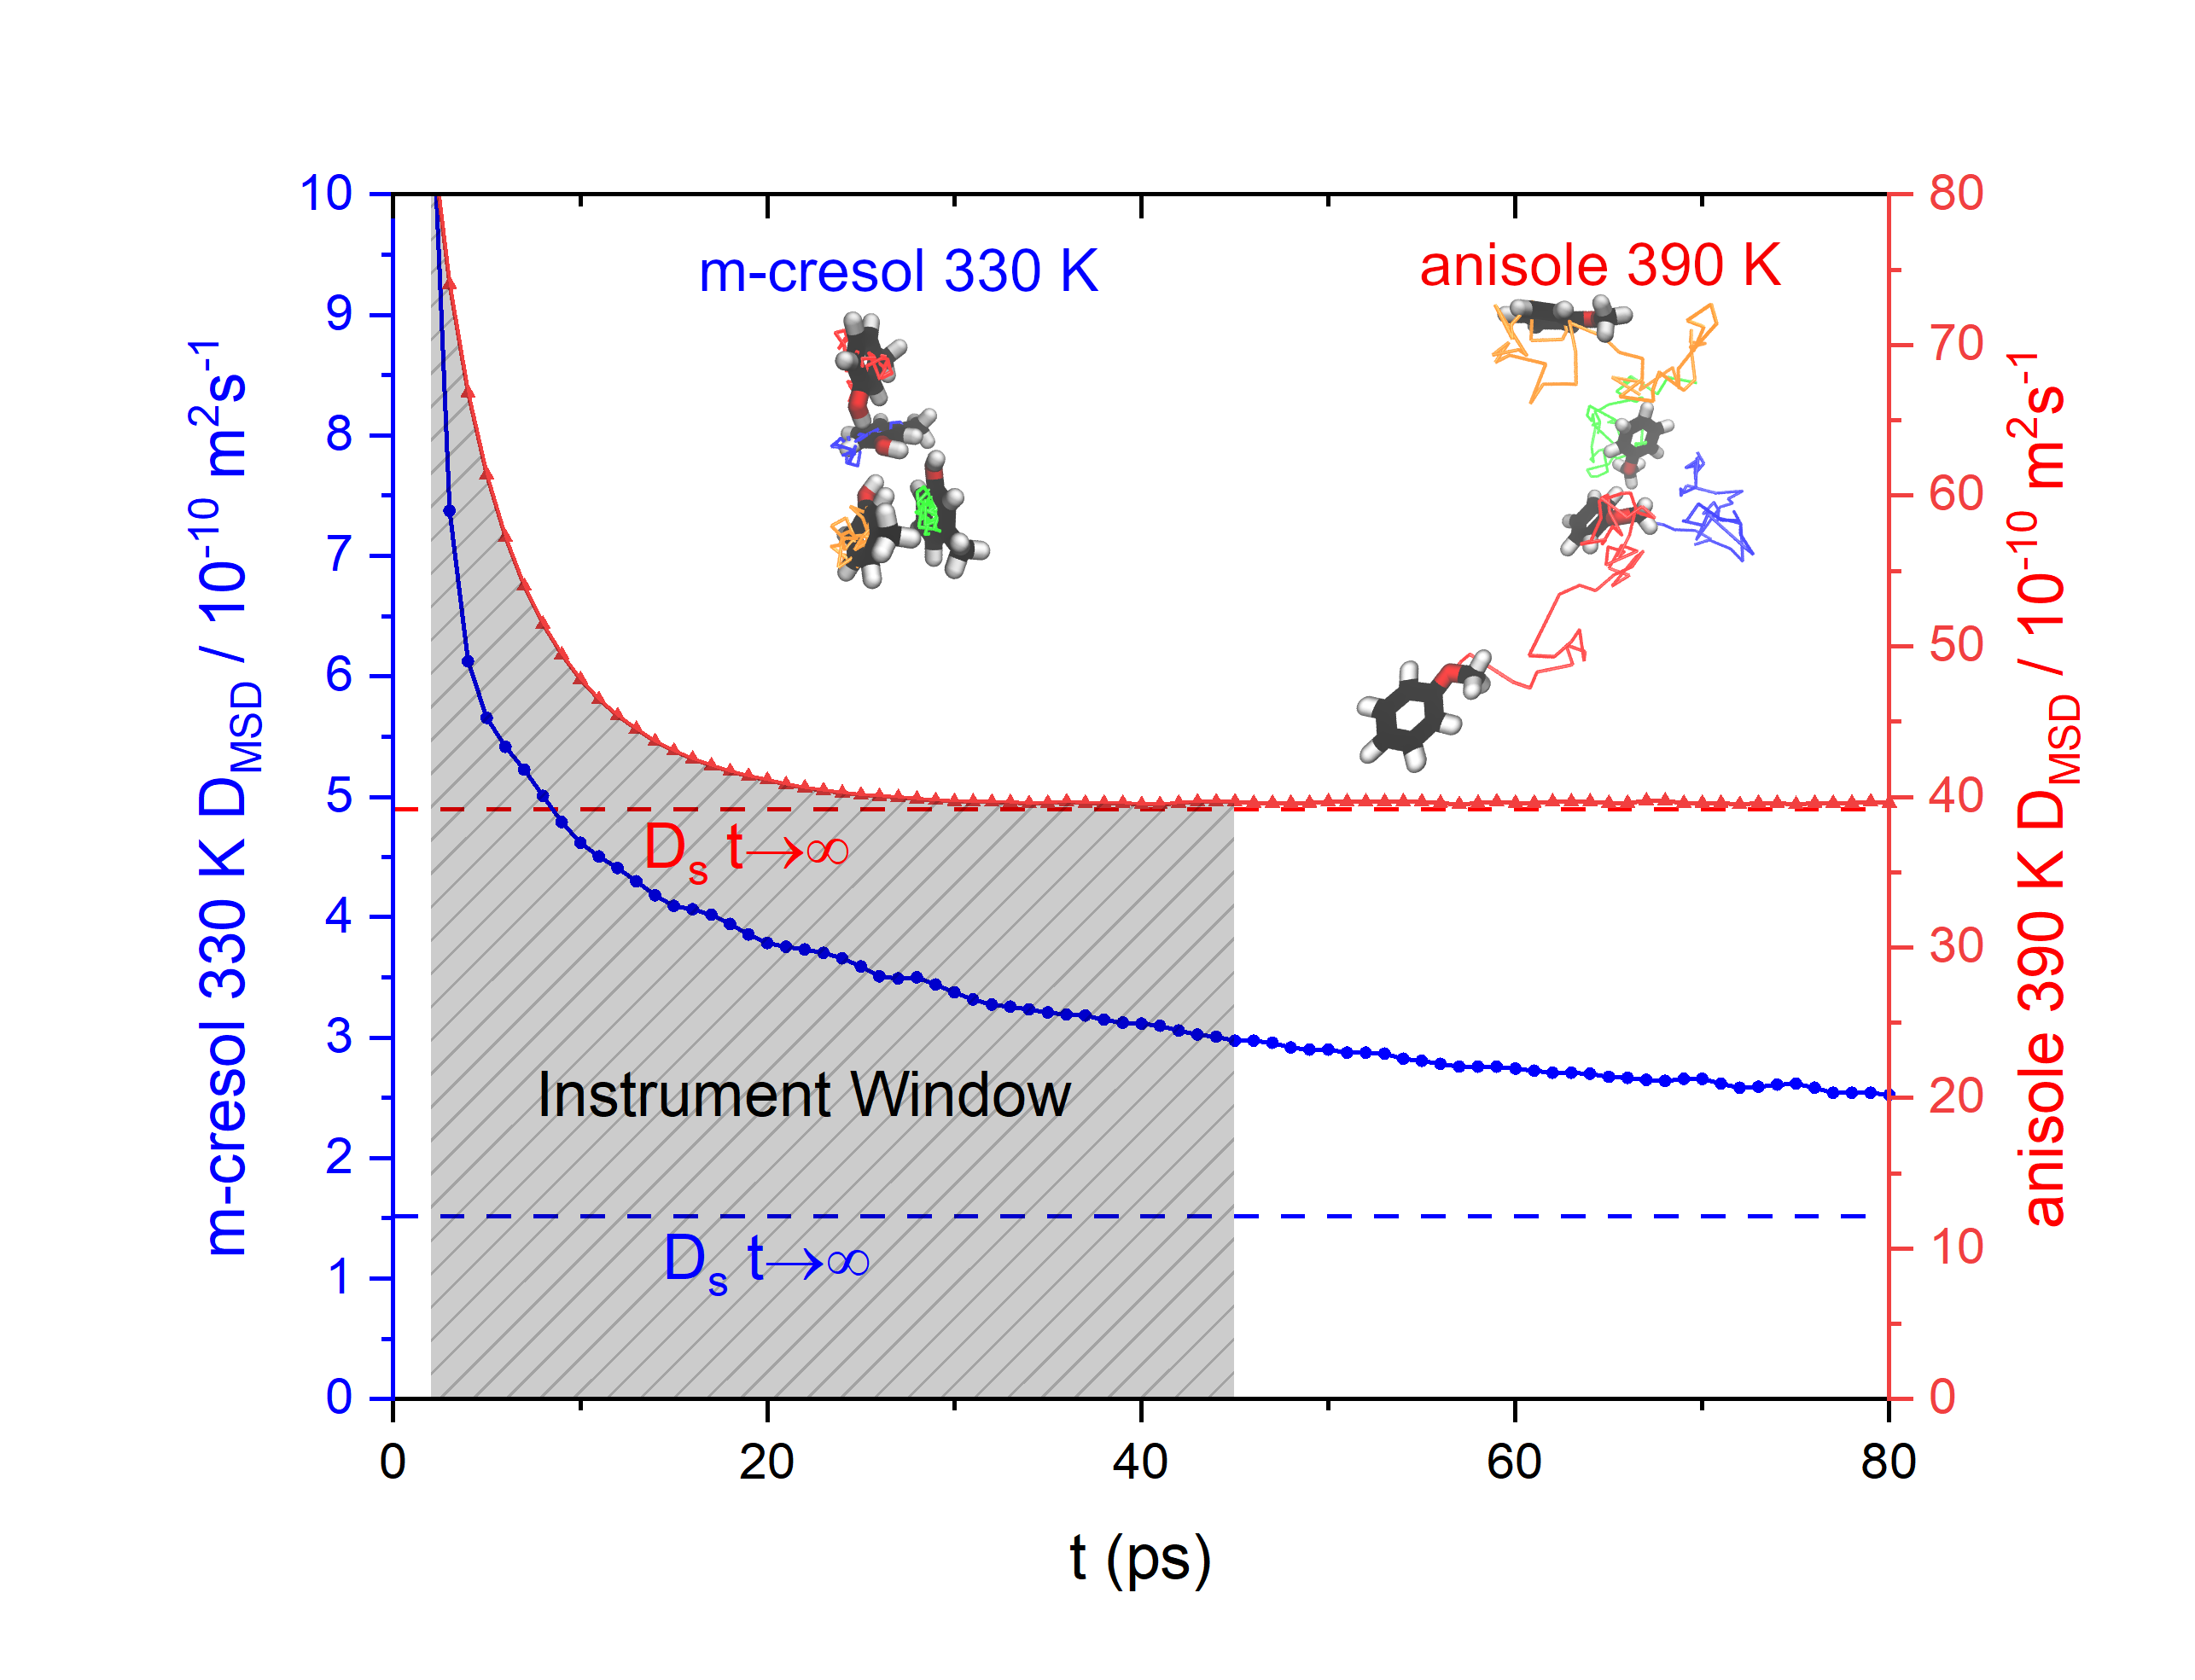 m-cresol 330 K
anisole 390 K
10
9
8
7
6
5
4
3
2
1
0
m-cresol 330 K D_MSD / 10^-10 m^2s^-1
80
70
60
50
40
30
20
10
0
anisole 390 K D_MSD / 10^-10 m^2s^-1
D_s t→∞
Instrument Window
D_s t→∞
0 20 40 60 80
t (ps)